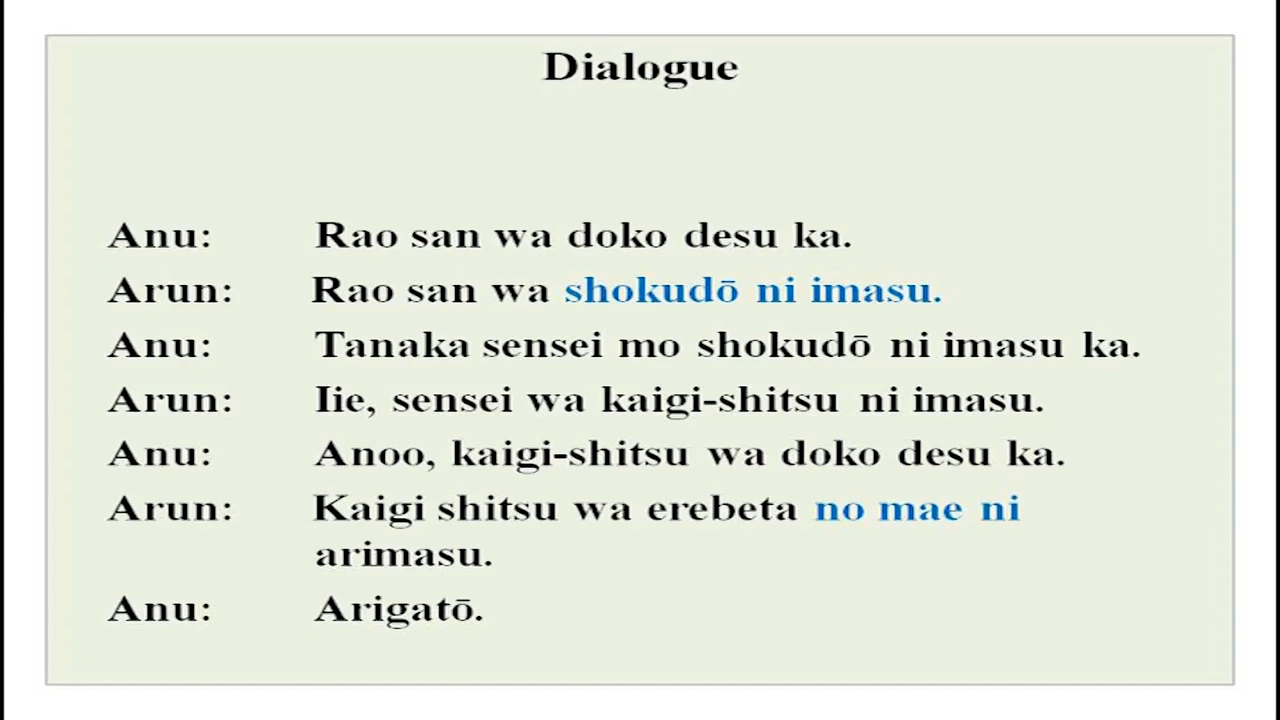 Dialogue
Anu: Rao san wa doko desu ka.
Arun: Rao san wa shokudō ni imasu.
Anu: Tanaka sensei mo shokudō ni imasu ka.
Arun: Iie, sensei wa kaigi-shitsu ni imasu.
Anu: Anoo, kaigi-shitsu wa doko desu ka.
Arun: Kaigi shitsu wa erebeta no mae ni
arimasu.
Anu: Arigatō.